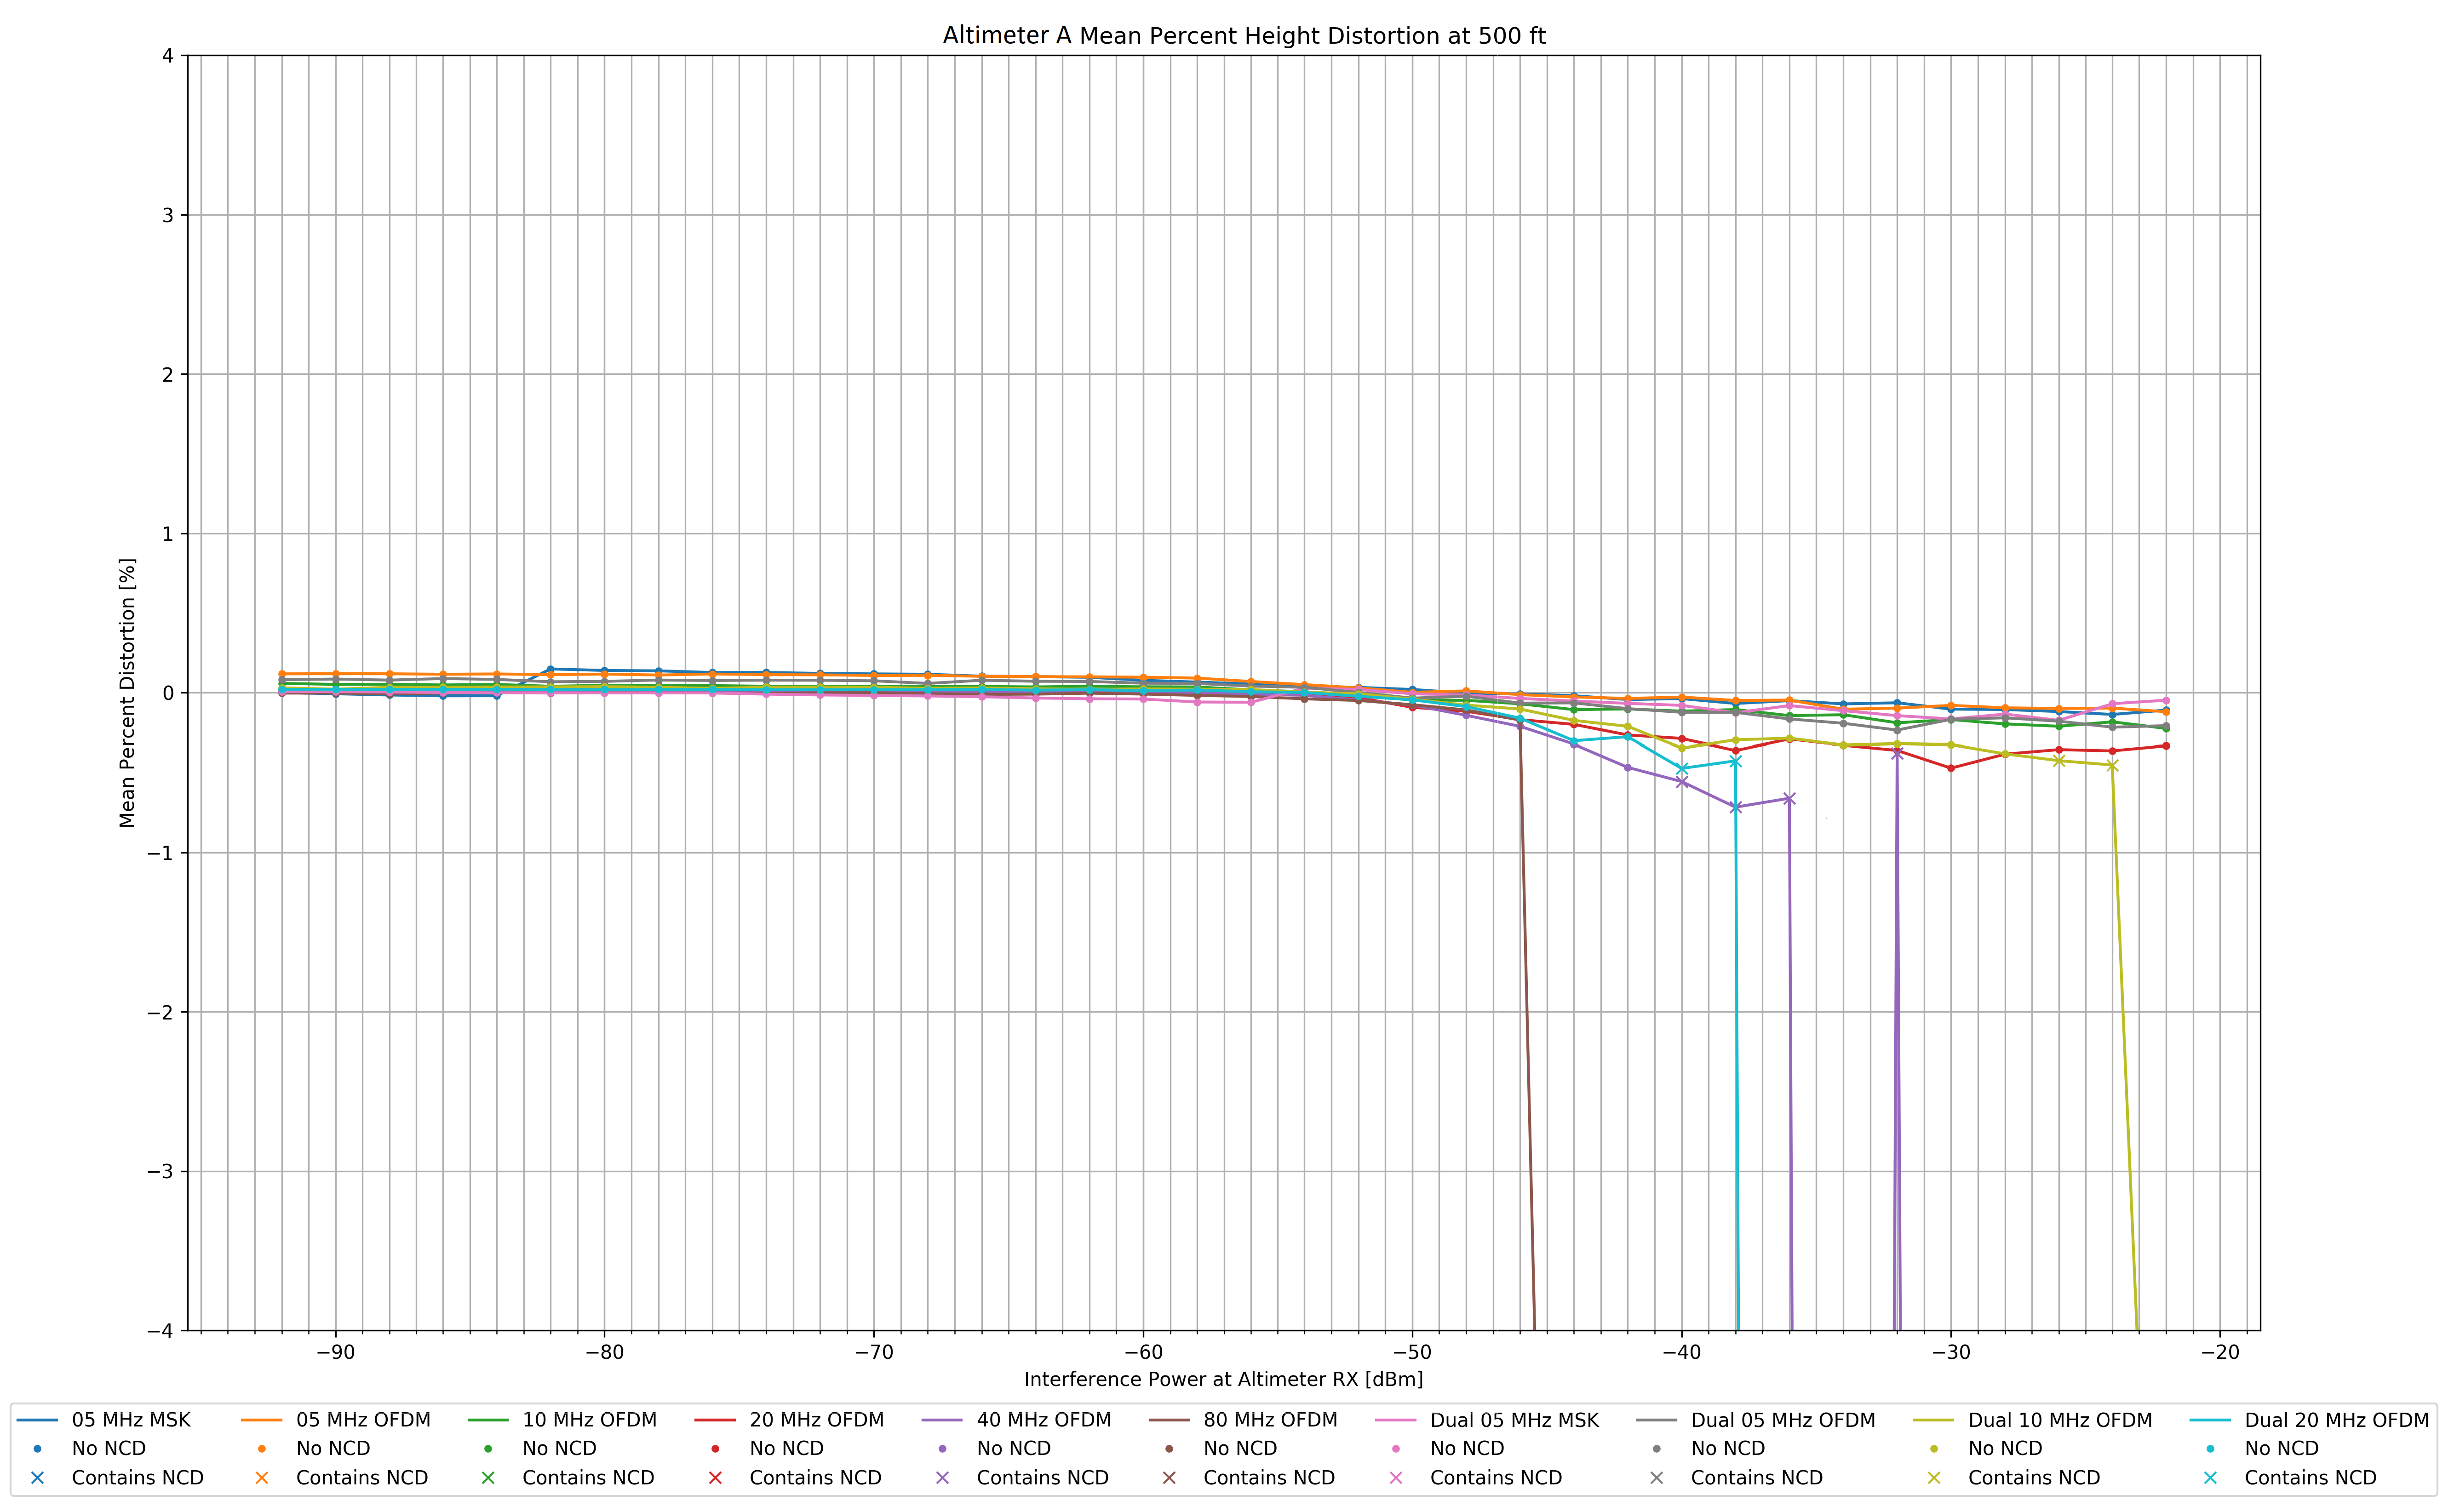 Altimeter A Mean Percent Height Distortion at 500 ft
4
3
2
1
0
−1
−2
−3
−4
Mean Percent Distortion [%]
−90 −80 −70 −60 −50 −40 −30 −20
Interference Power at Altimeter RX [dBm]
05 MHz MSK 05 MHz OFDM 10 MHz OFDM 20 MHz OFDM 40 MHz OFDM 80 MHz OFDM Dual 05 MHz MSK Dual 05 MHz OFDM Dual 10 MHz OFDM Dual 20 MHz OFDM
No NCD No NCD No NCD No NCD No NCD No NCD No NCD No NCD No NCD No NCD
Contains NCD Contains NCD Contains NCD Contains NCD Contains NCD Contains NCD Contains NCD Contains NCD Contains NCD Contains NCD